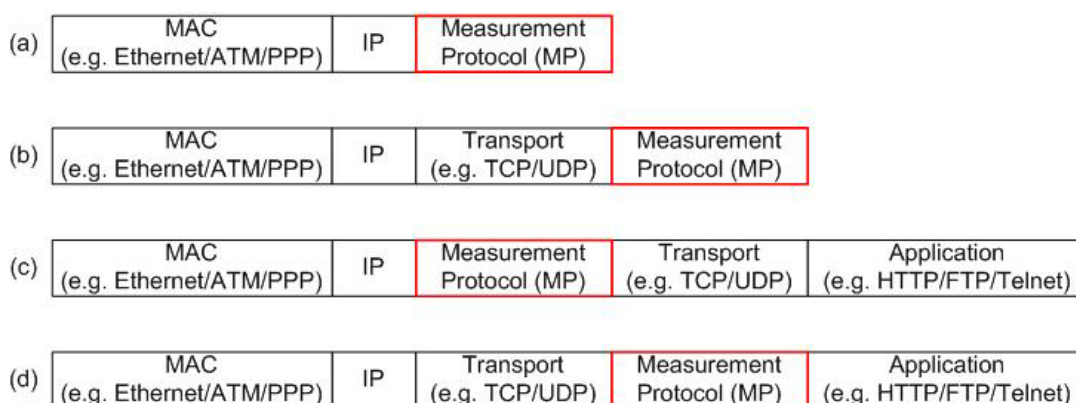 (a) MAC IP Measurement
(e.g. Ethernet/ATM/PPP) Protocol (MP)
(b) MAC IP Transport Measurement
(e.g. Ethernet/ATM/PPP) (e.g. TCP/UDP) Protocol (MP)
(c) MAC IP Measurement Transport Application
(e.g. Ethernet/ATM/PPP) Protocol (MP) (e.g. TCP/UDP) (e.g. HTTP/FTP/Telnet)
(d) MAC IP Transport Measurement Application
(e.g. Ethernet/ATM/PPP) (e.g. TCP/UDP) Protocol (MP) (e.g. HTTP/FTP/Telnet)